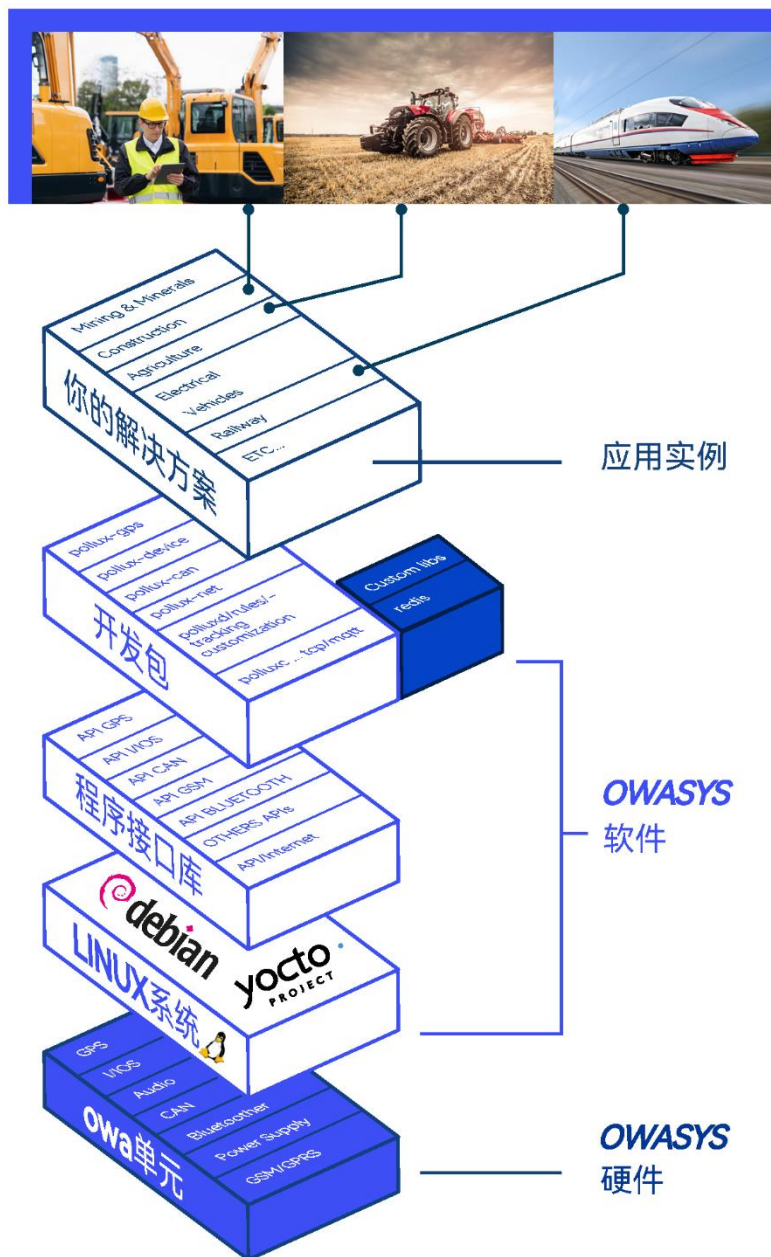 Mining & Minerals
Construction
Agriculture
Electrical
Vehicles
Railway
ETC...
你的解决方案
应用实例
pollux-gps
pollux-device
pollux-can
pollux-net
polluxd/rules/-
tracking
customization
polluxc ... tcp/mqtt
开发包
Custom libs
redis
API GPS
API I/IOS
API CAN
API GSM
API BLUETOOTH
OTHERS APIs
API/Internet
程序接口库
OWASYS
软件
debian
yocto
PROJECT
LINUX系统
GPS
I/IOS
Audio
CAN
Bluetoother
Power Supply
GSM/GPRS
owa单元
OWASYS
硬件